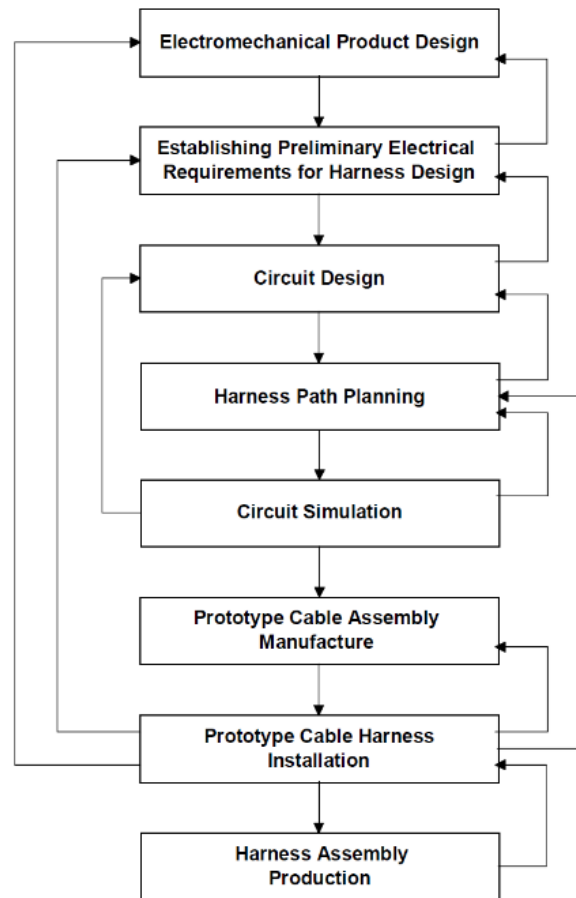 Electromechanical Product Design
Establishing Preliminary Electrical
Requirements for Harness Design
Circuit Design
Harness Path Planning
Circuit Simulation
Prototype Cable Assembly
Manufacture
Prototype Cable Harness
Installation
Harness Assembly
Production